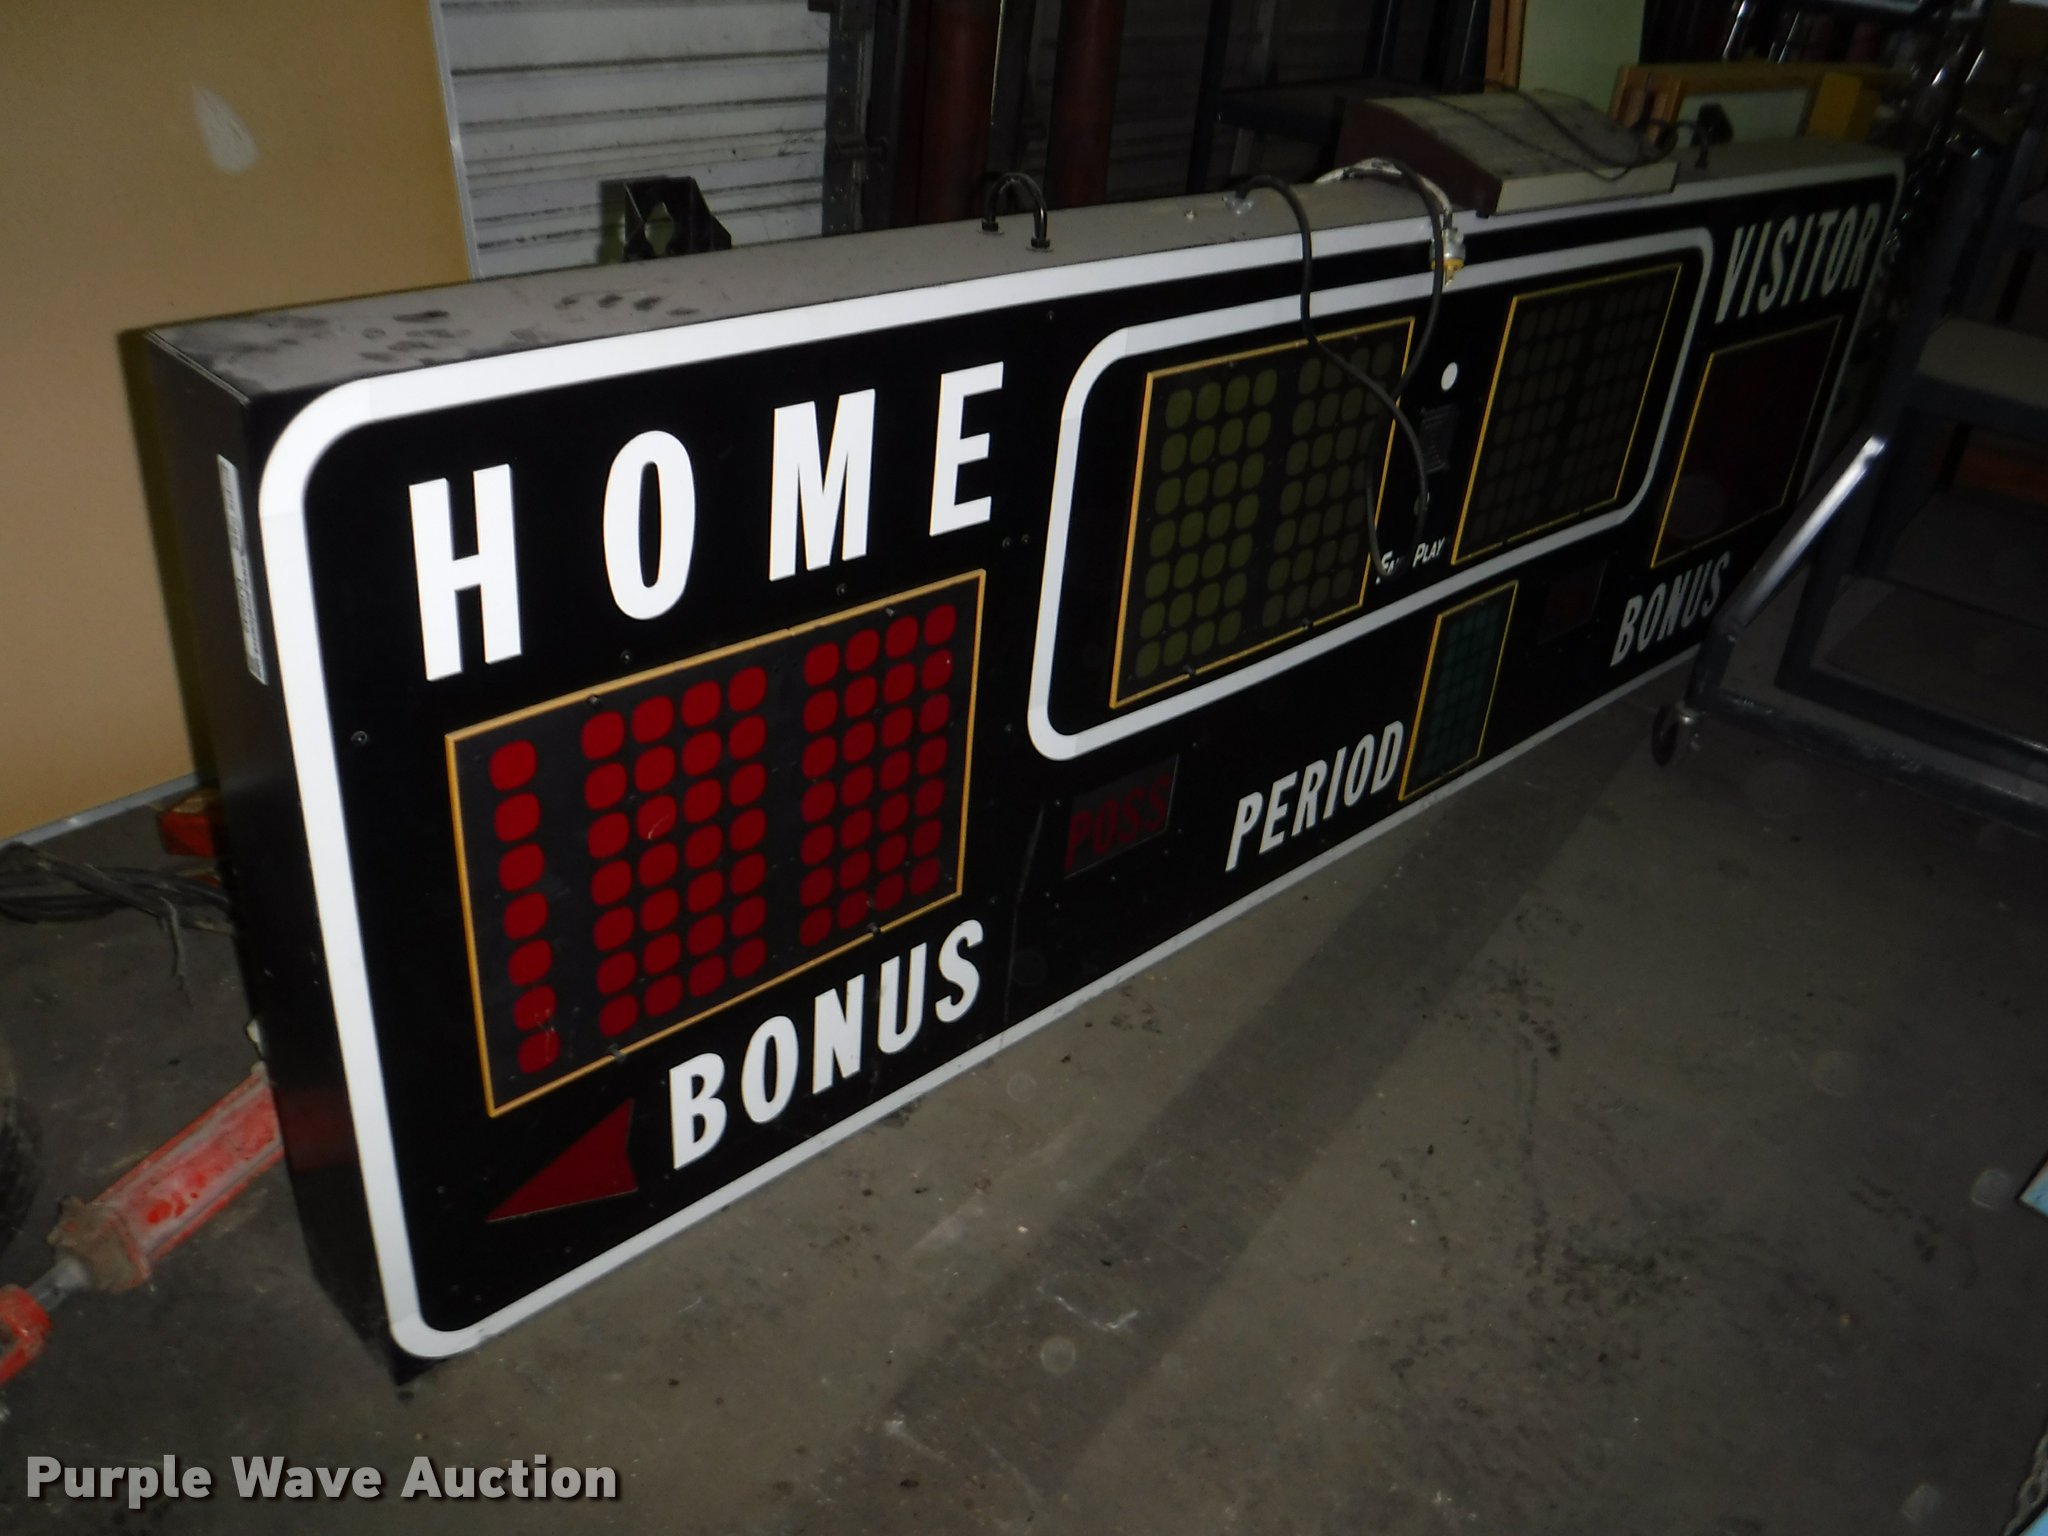 HOME
VISITOR
FAIR PLAY
BONUS
POSS
PERIOD
BONUS
Purple Wave Auction